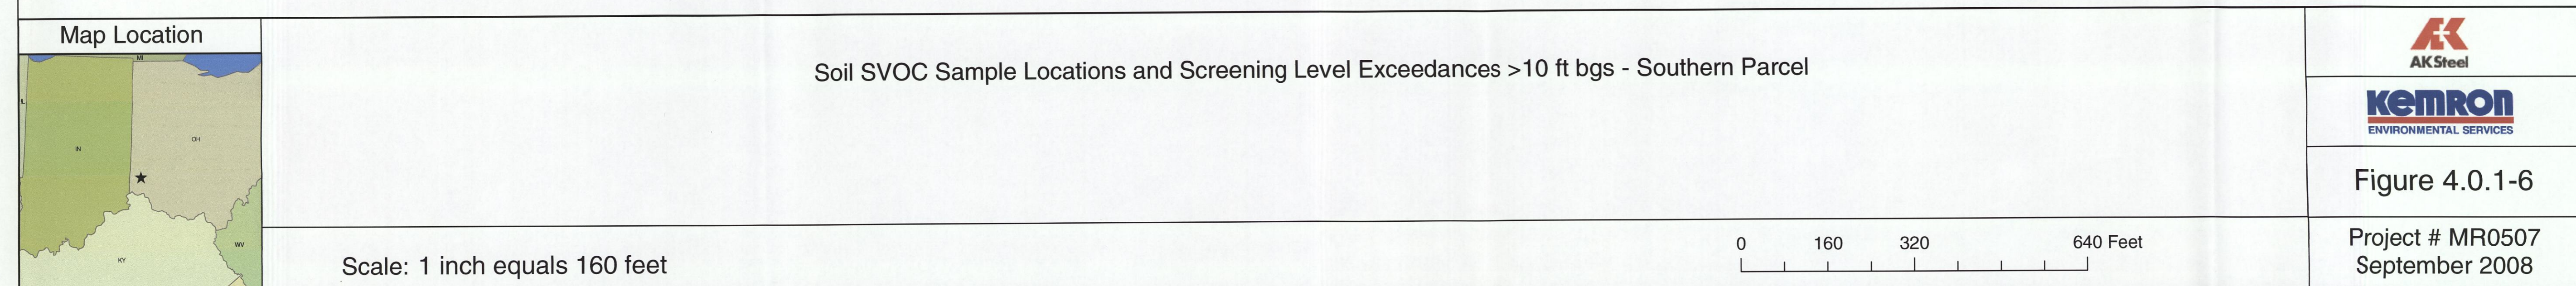 Map Location
MI
IL
IN
OH
WV
KY
Soil SVOC Sample Locations and Screening Level Exceedances >10 ft bgs - Southern Parcel
Scale: 1 inch equals 160 feet
0 160 320 640 Feet
AK Steel
KEMRON
ENVIRONMENTAL SERVICES
Figure 4.0.1-6
Project # MR0507
September 2008